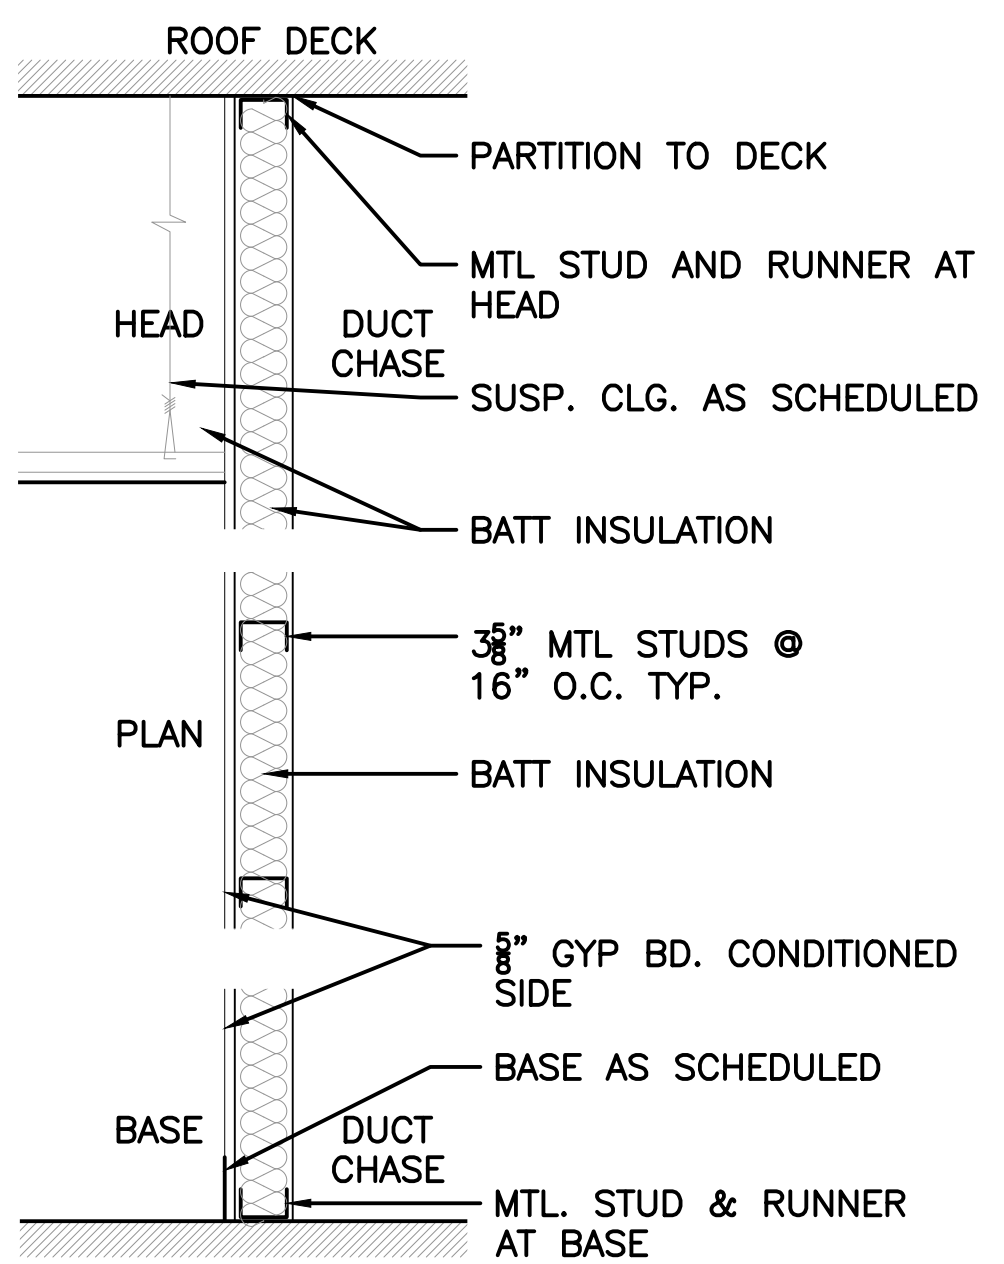 ROOF DECK
PARTITION TO DECK
MTL STUD AND RUNNER AT
HEAD
HEAD
DUCT
CHASE
SUSP. CLG. AS SCHEDULED
BATT INSULATION
3 5/8" MTL STUDS @
16" O.C. TYP.
PLAN
BATT INSULATION
5/8" GYP BD. CONDITIONED
SIDE
BASE AS SCHEDULED
BASE
DUCT
CHASE
MTL. STUD & RUNNER
AT BASE